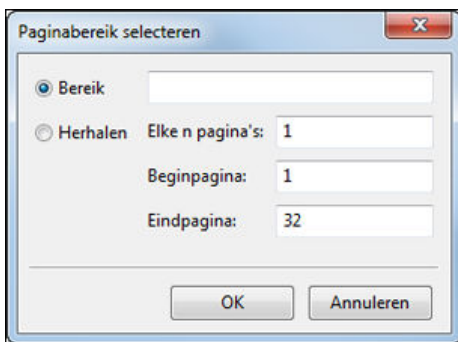 Paginabereik selecteren
Bereik
Herhalen Elke n pagina's: 1
Beginpagina: 1
Eindpagina: 32
OK Annuleren